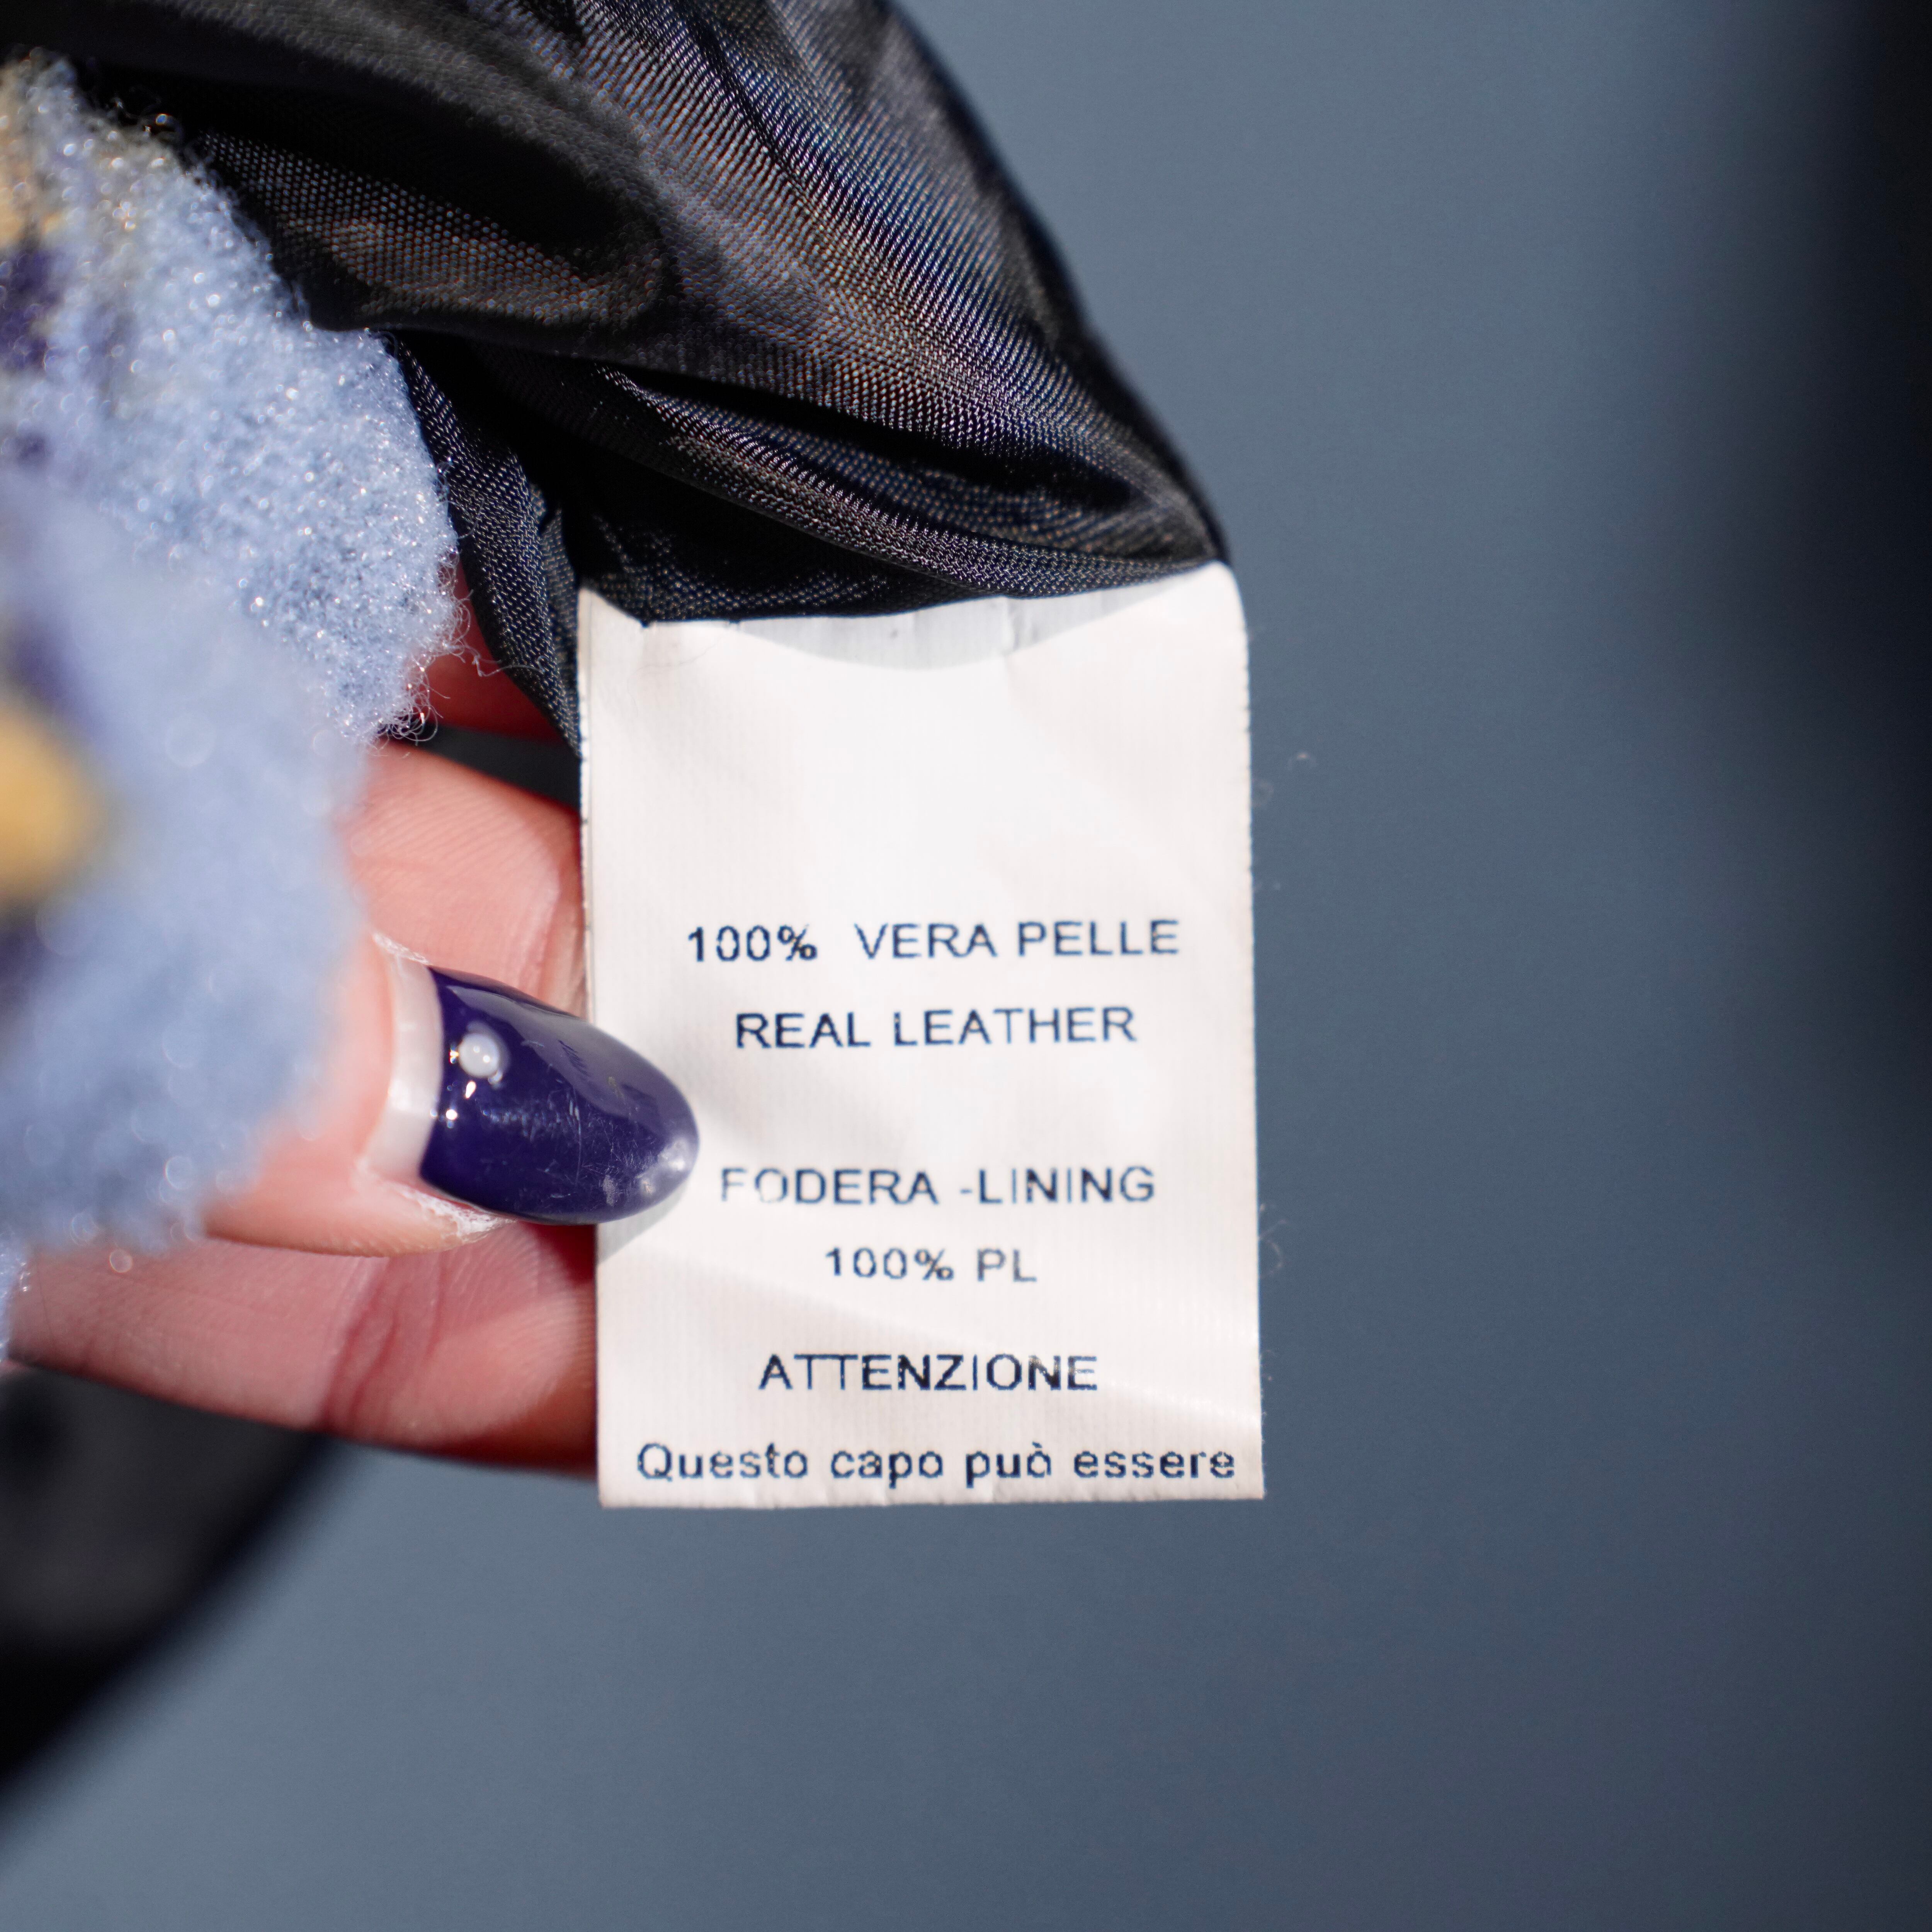 100% VERA PELLE
REAL LEATHER
FODERA -LINING
100% PL
ATTENZIONE
Questo capo può essere